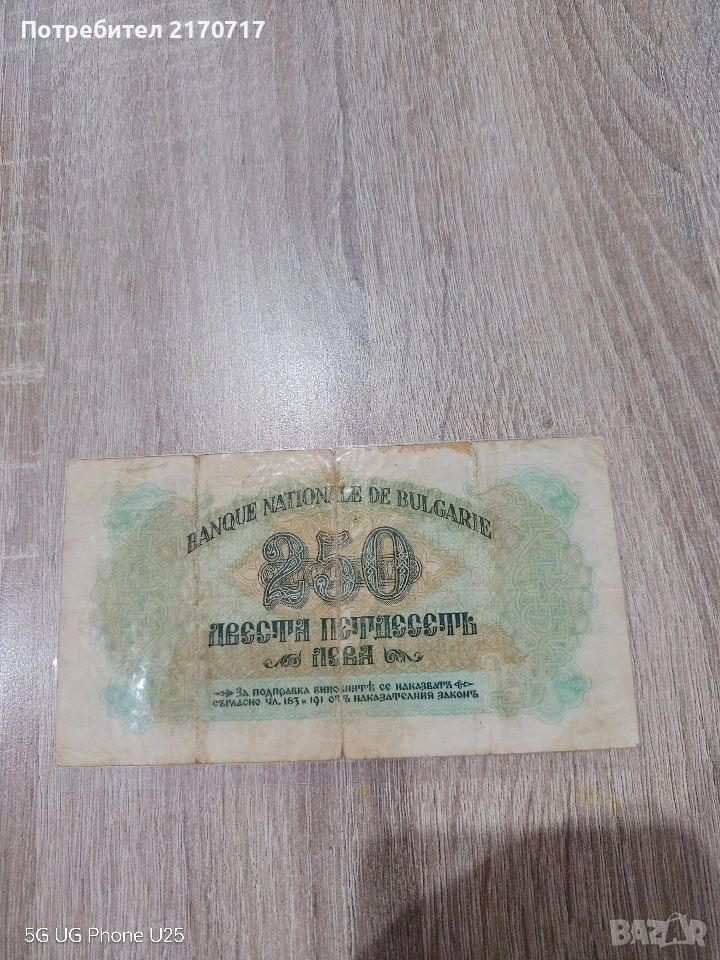 Потребител 2170717
BANQUE NATIONALE DE BULGARIE
250
ДВЕСТА ПЕТДЕСЕТЬ
ЛЕВА
ЗА ПОДПРАВКА ВИНОВНИТѢ СЕ НАКАЗВАТЪ
СЪГЛАСНО ЧЛ. 183 и 191 ОТЪ НАКАЗАТЕЛНИЯ ЗАКОНЪ
5G UG Phone U25
BAZAR